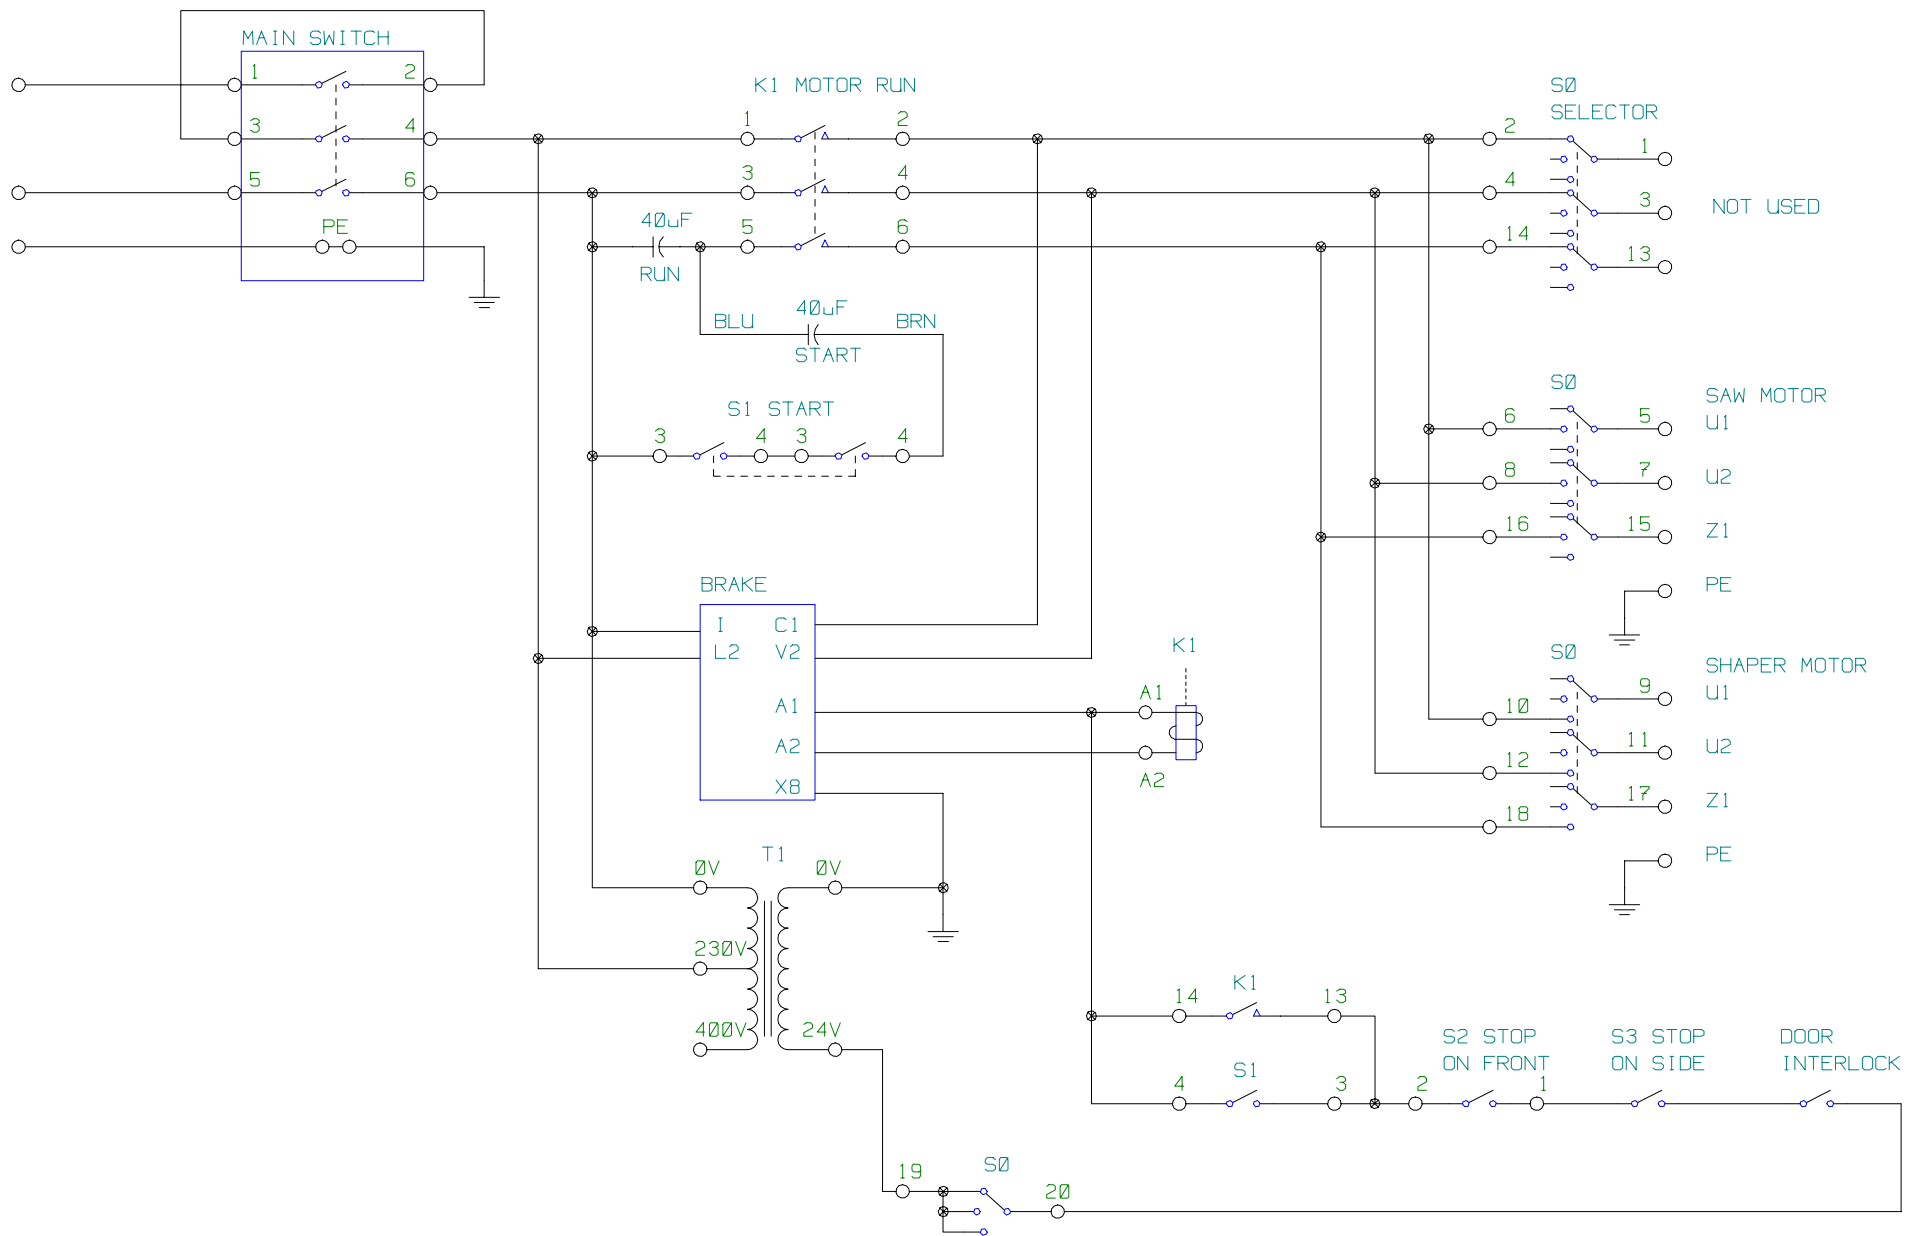 MAIN SWITCH
1 2
3 4
5 6
PE
K1 MOTOR RUN
1 2
3 4
5 6
40uF
RUN
40uF
BLU BRN
START
S1 START
3 4 3 4
S0
SELECTOR
2 1
4 3
NOT USED
14 13
S0
SAW MOTOR
6 5 U1
8 7 U2
16 15 Z1
PE
S0
SHAPER MOTOR
9 U1
10
11 U2
12
17 Z1
18
PE
BRAKE
I C1
L2 V2
A1
A2
X8
K1
A1
A2
T1
0V 0V
230V
400V 24V
K1
14 13
S1
4 3
S2 STOP
ON FRONT
2 1
S3 STOP
ON SIDE
DOOR
INTERLOCK
S0
19 20